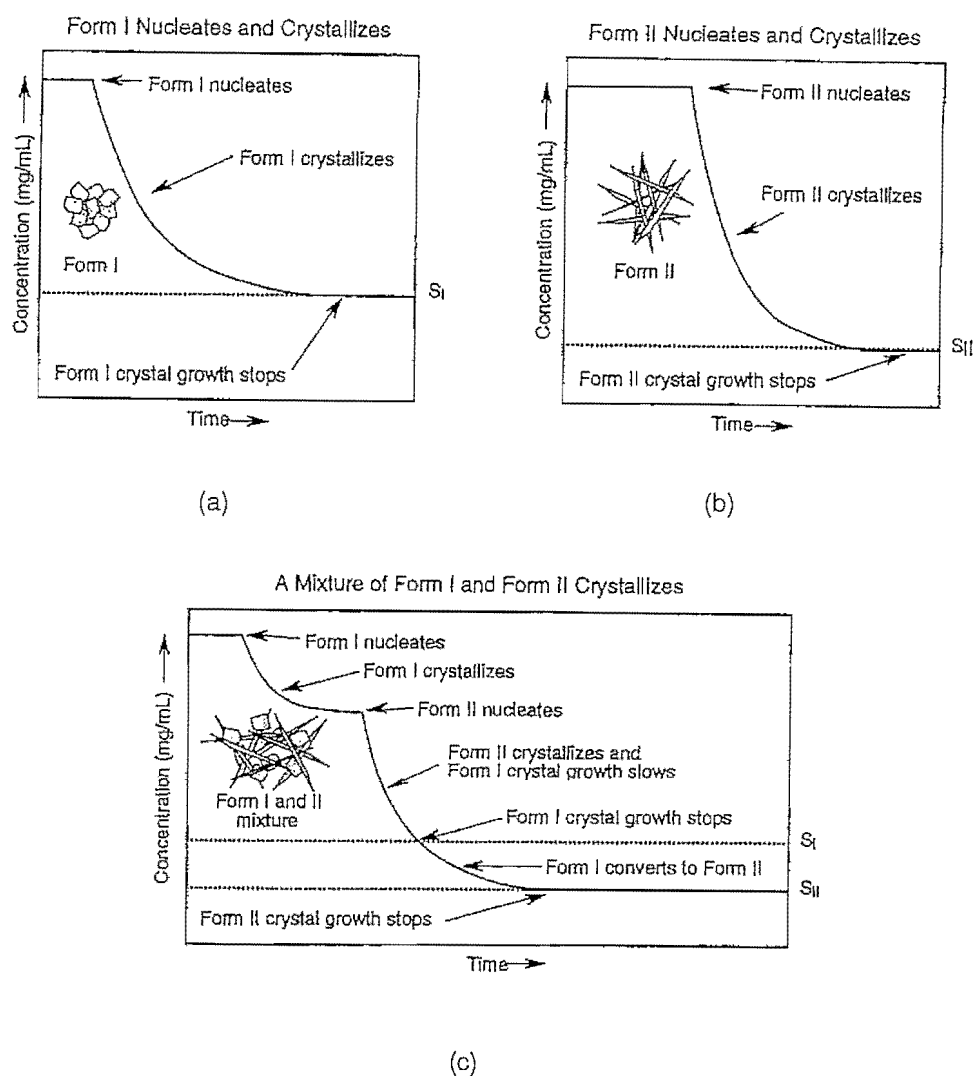 Form I Nucleates and Crystallizes
Concentration (mg/mL)
Form I nucleates
Form I crystallizes
Form I
SI
Form I crystal growth stops
Time
(a)
Form II Nucleates and Crystallizes
Concentration (mg/mL)
Form II nucleates
Form II crystallizes
Form II
SII
Form II crystal growth stops
Time
(b)
A Mixture of Form I and Form II Crystallizes
Concentration (mg/mL)
Form I nucleates
Form I crystallizes
Form II nucleates
Form II crystallizes and
Form I crystal growth slows
Form I and II
mixture
Form I crystal growth stops
SI
Form I converts to Form II
SII
Form II crystal growth stops
Time
(c)